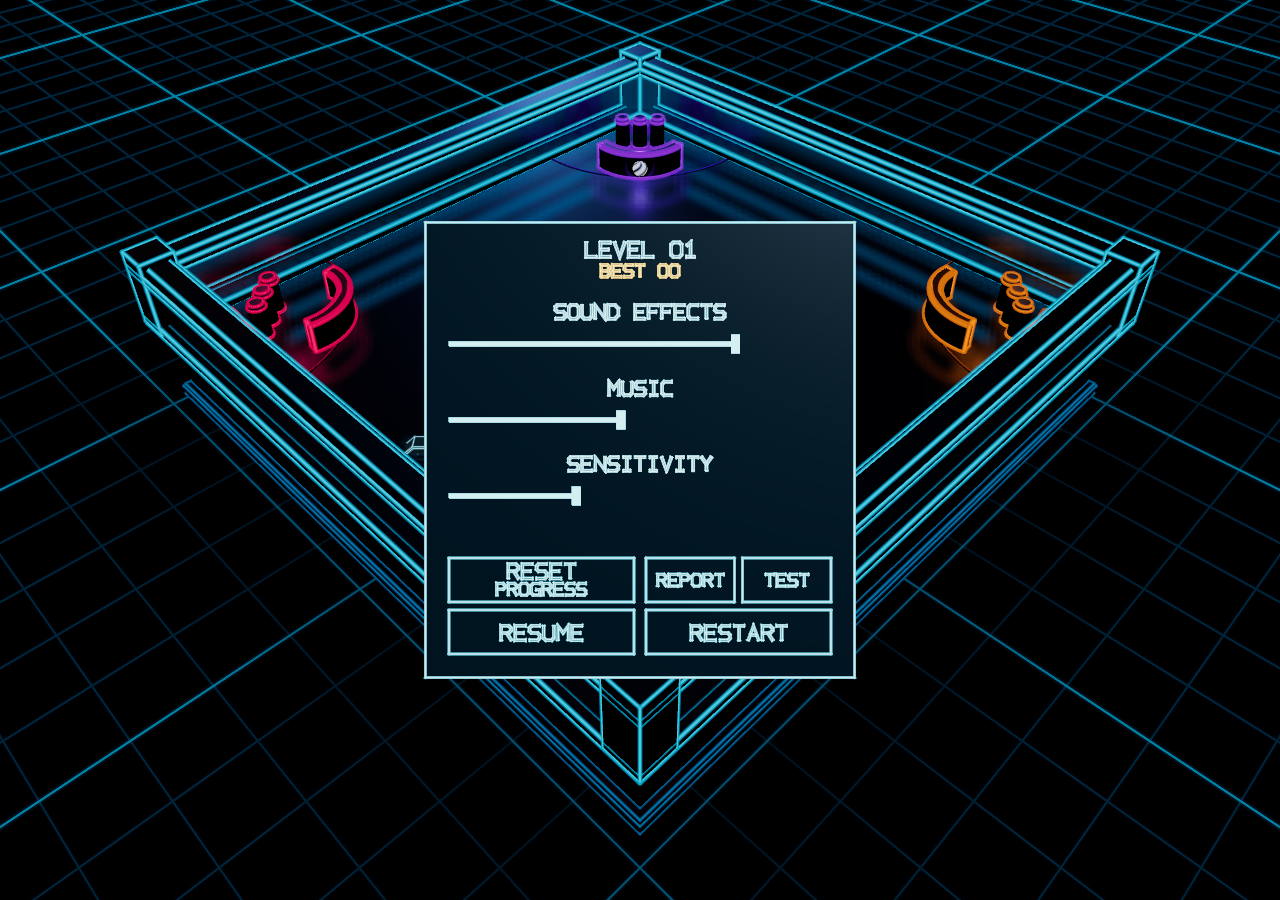 LEVEL 01
BEST 00
SOUND EFFECTS
MUSIC
SENSITIVITY
RESET
PROGRESS
REPORT
TEST
RESUME
RESTART